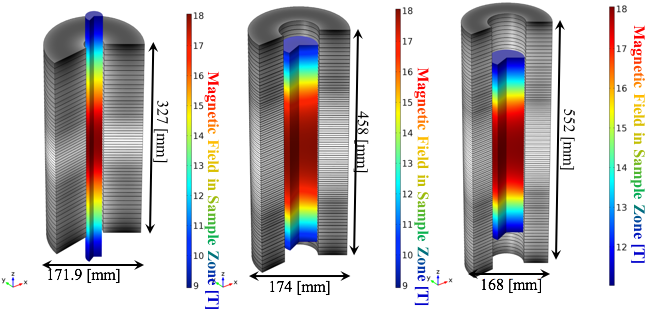 18
17
16
15
14
13
12
11
10
9
Magnetic Field in Sample Zone [T]
327 [mm]
171.9 [mm]
z
y
x
18
17
16
15
14
13
12
11
10
9
Magnetic Field in Sample Zone [T]
458 [mm]
174 [mm]
z
y
x
18
17
16
15
14
13
12
Magnetic Field in Sample Zone [T]
552 [mm]
168 [mm]
z
y
x